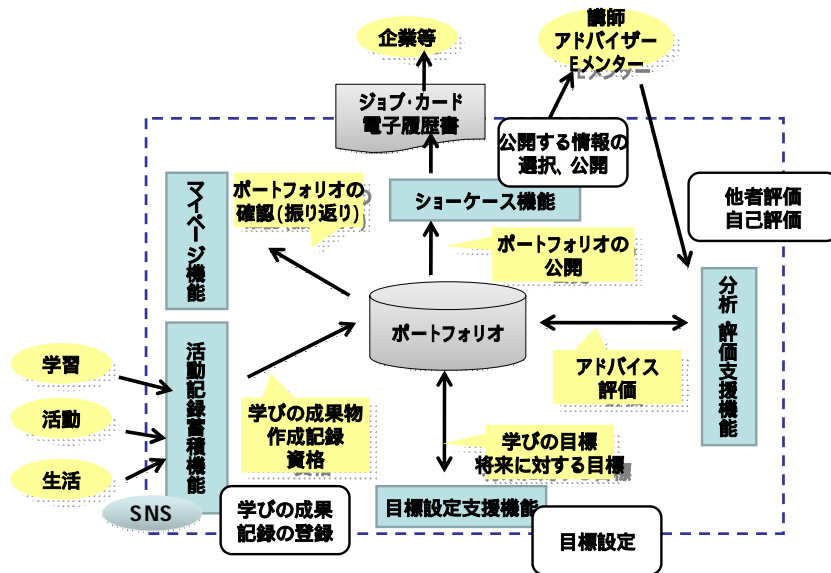 企業等
講師
アドバイザー
Eメンター
ジョブ・カード
電子履歴書
公開する情報の
選択、公開
マイページ機能
ポートフォリオの
確認(振り返り)
ショーケース機能
他者評価
自己評価
ポートフォリオの
公開
分析・評価支援機能
ポートフォリオ
活動記録蓄積機能
学習
活動
生活
アドバイス
評価
学びの成果物
作成記録
資格
学びの目標
将来に対する目標
SNS
学びの成果
記録の登録
目標設定支援機能
目標設定